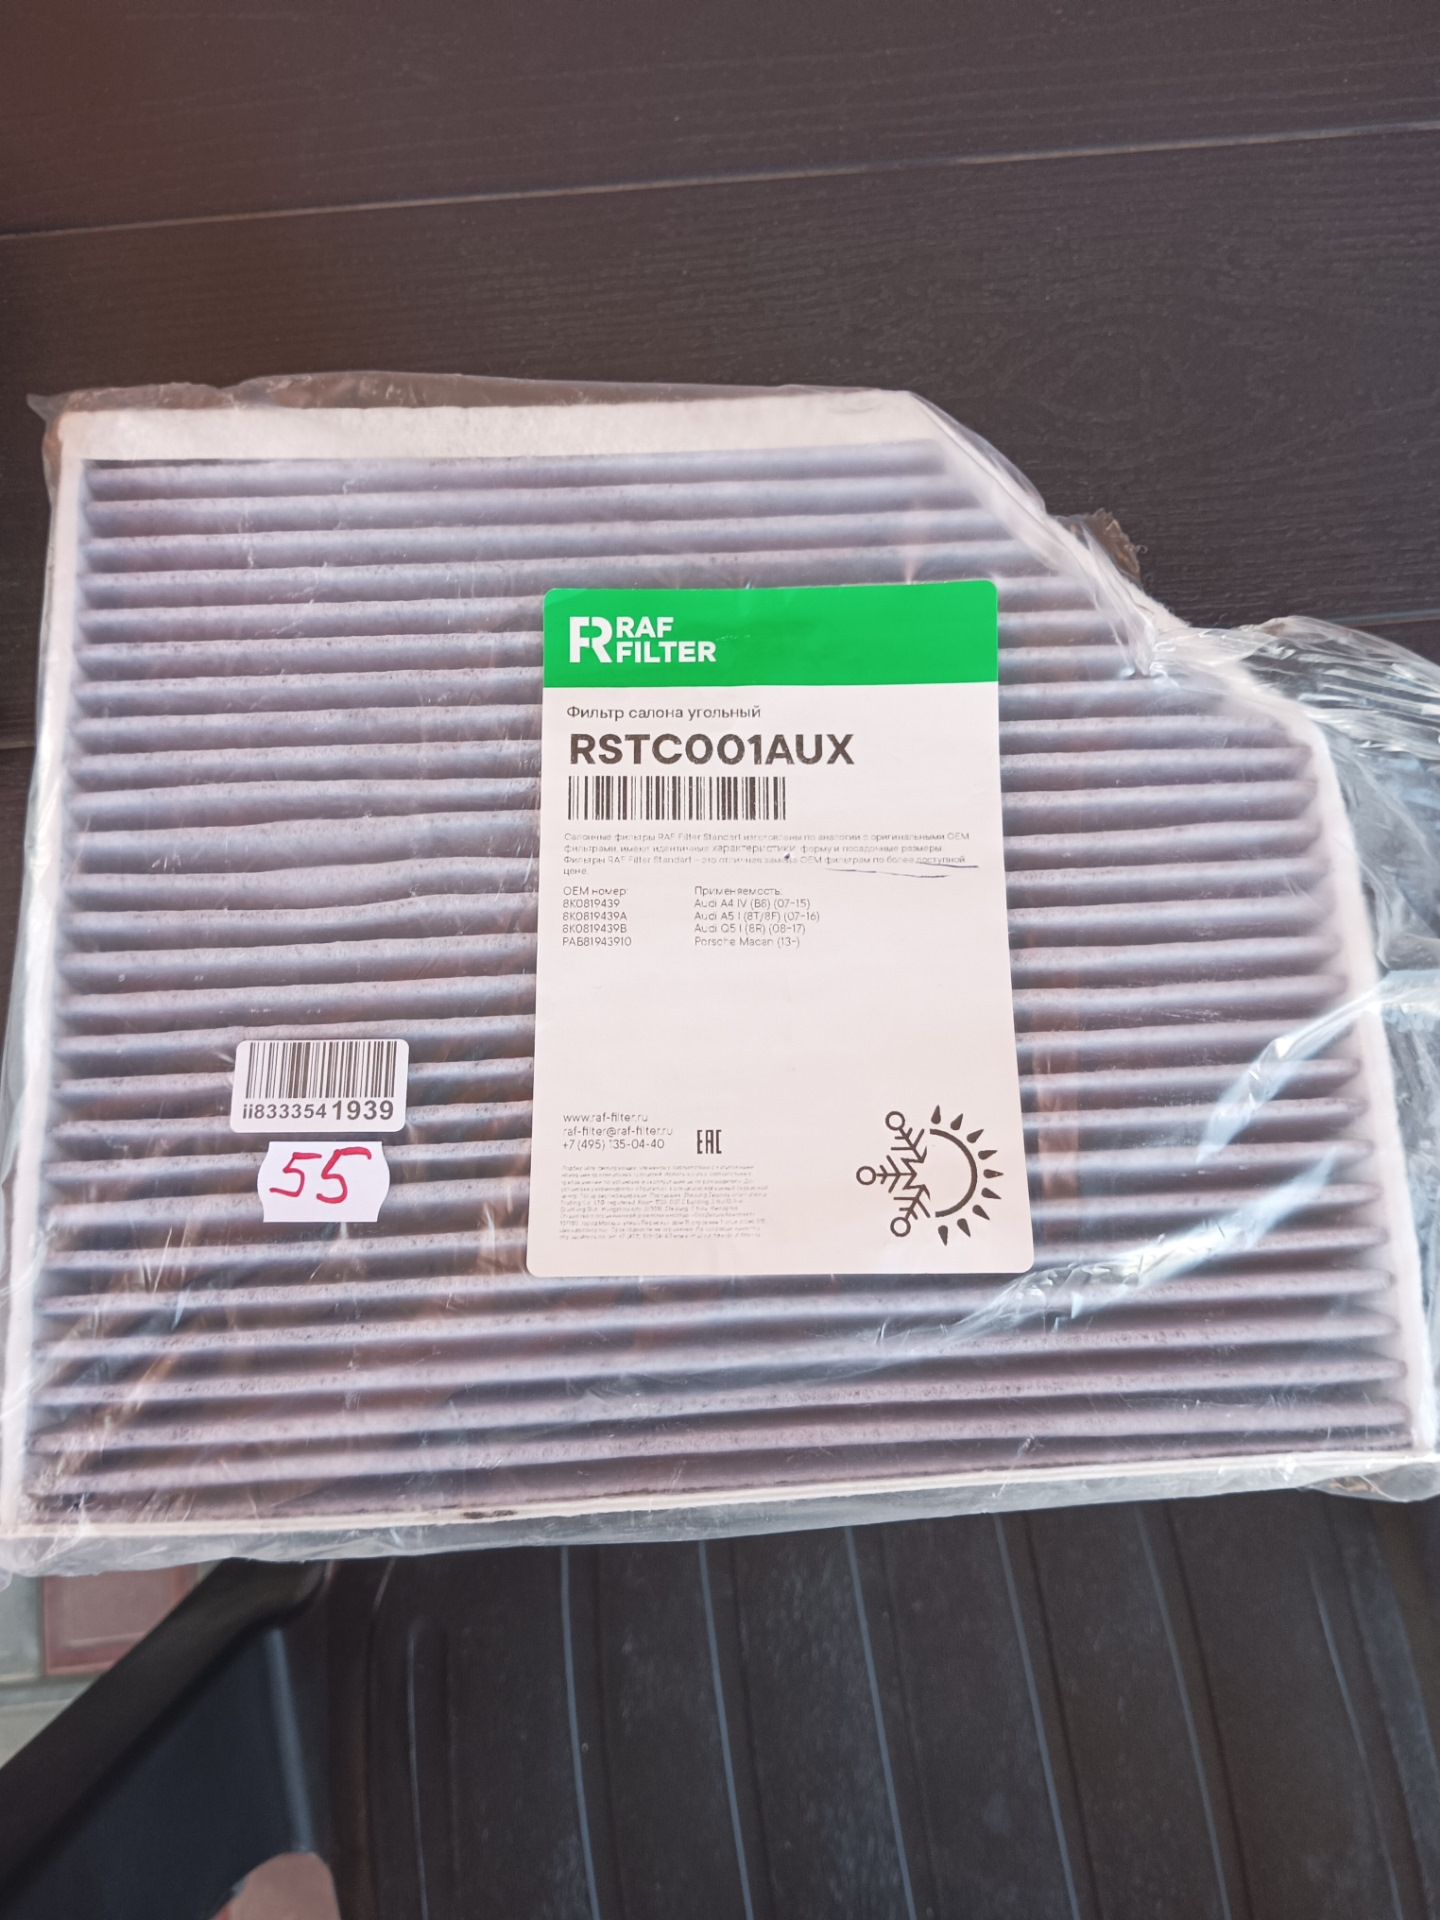 RAF
FILTER
Фильтр салона угольный
RSTC001AUX
Салонные фильтры RAF Filter Standart изготовлены по аналогии с оригинальными OEM
фильтрами, имеют идентичные характеристики, форму и посадочные размеры.
Фильтры RAF Filter Standart – это отличная замена OEM фильтрам по более доступной
цене.
OEM номер:
8K0819439
8K0819439A
8K0819439B
PAB81943910
Применяемость:
Audi A4 IV (B8) (07-15)
Audi A5 I (8T/8F) (07-16)
Audi Q5 I (8R) (08-17)
Porsche Macan (13-)
www.raf-filter.ru
raf-filter@raf-filter.ru
+7 (495) 135-04-40
EAC
ii8333541939
55